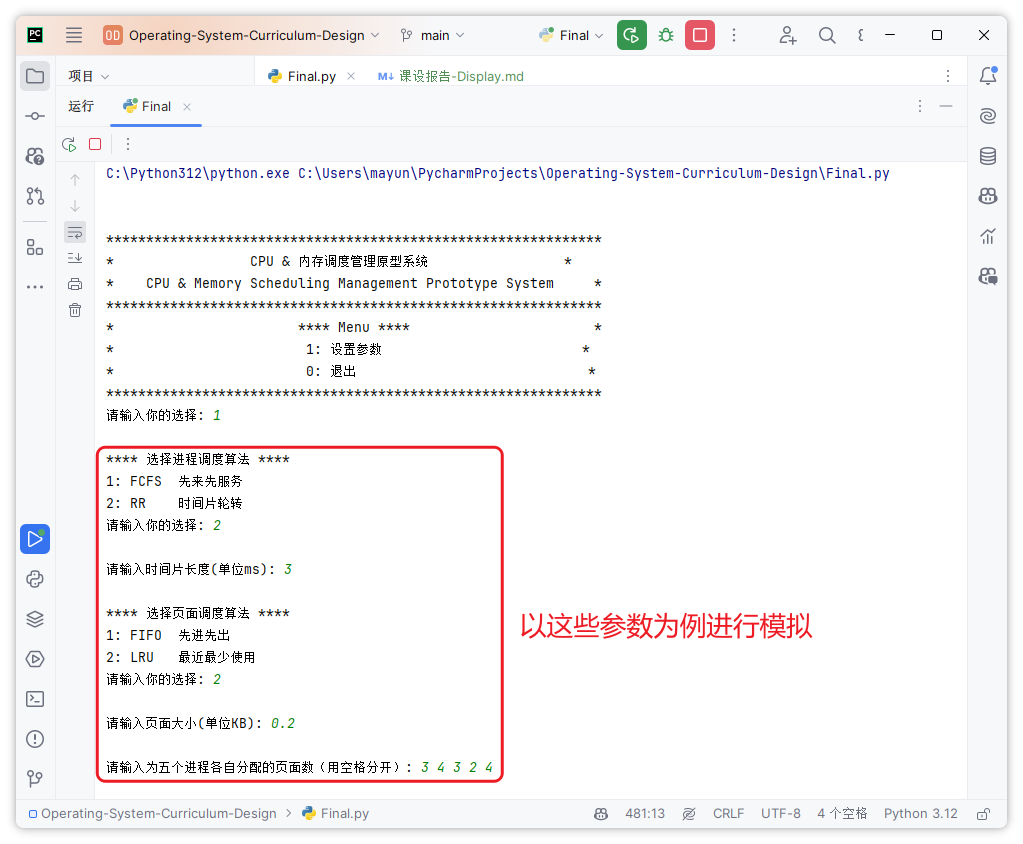 PC OD Operating-System-Curriculum-Design main Final
项目 Final.py 课设报告-Display.md
运行 Final
C:\Python312\python.exe C:\Users\mayun\PycharmProjects\Operating-System-Curriculum-Design\Final.py
**************************************************************
* CPU & 内存调度管理原型系统 *
* CPU & Memory Scheduling Management Prototype System *
**************************************************************
* **** Menu **** *
* 1: 设置参数 *
* 0: 退出 *
**************************************************************
请输入你的选择: 1
**** 选择进程调度算法 ****
1: FCFS 先来先服务
2: RR 时间片轮转
请输入你的选择: 2
请输入时间片长度(单位ms): 3
**** 选择页面调度算法 ****
1: FIFO 先进先出
2: LRU 最近最少使用
请输入你的选择: 2
请输入页面大小(单位KB): 0.2
请输入为五个进程各自分配的页面数（用空格分开）: 3 4 3 2 4
以这些参数为例进行模拟
Operating-System-Curriculum-Design > Final.py 481:13 CRLF UTF-8 4 个空格 Python 3.12